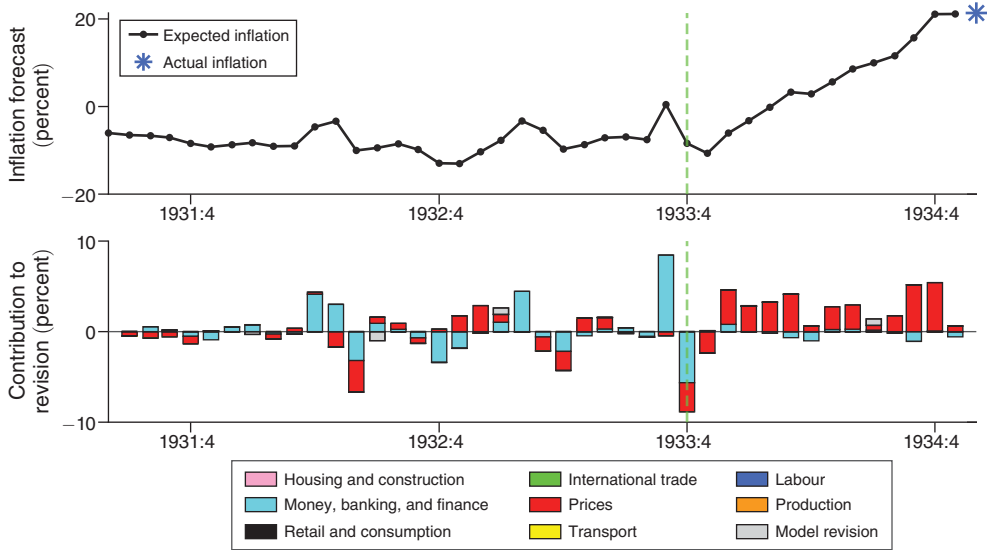 Inflation forecast
(percent)
20
0
−20
Expected inflation
Actual inflation
1931:4
1932:4
1933:4
1934:4
Contribution to
revision (percent)
10
0
−10
1931:4
1932:4
1933:4
1934:4
Housing and construction
International trade
Labour
Money, banking, and finance
Prices
Production
Retail and consumption
Transport
Model revision